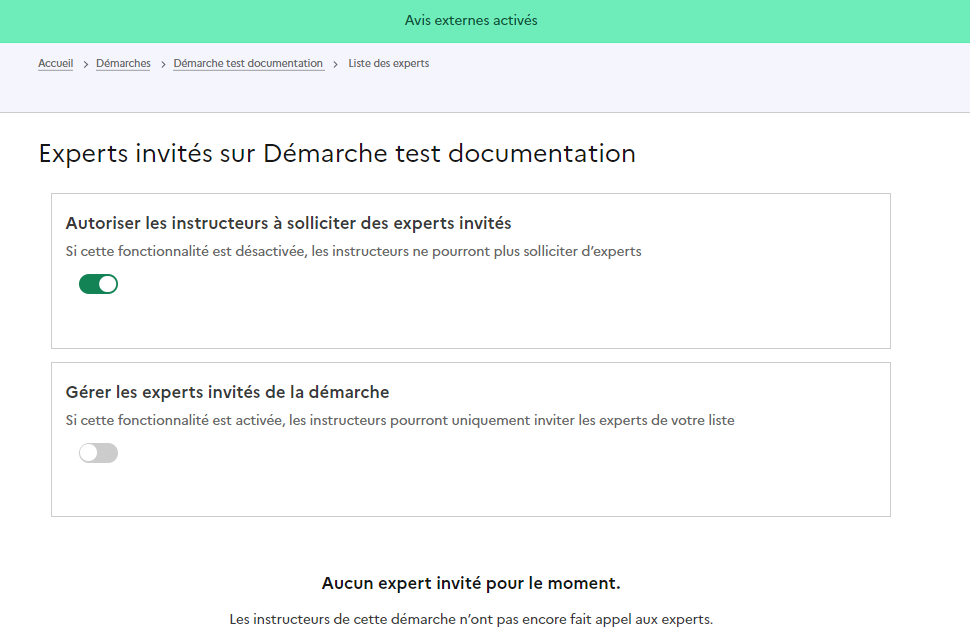 Avis externes activés
Accueil > Démarches > Démarche test documentation > Liste des experts
Experts invités sur Démarche test documentation
Autoriser les instructeurs à solliciter des experts invités
Si cette fonctionnalité est désactivée, les instructeurs ne pourront plus solliciter d’experts
Gérer les experts invités de la démarche
Si cette fonctionnalité est activée, les instructeurs pourront uniquement inviter les experts de votre liste
Aucun expert invité pour le moment.
Les instructeurs de cette démarche n’ont pas encore fait appel aux experts.